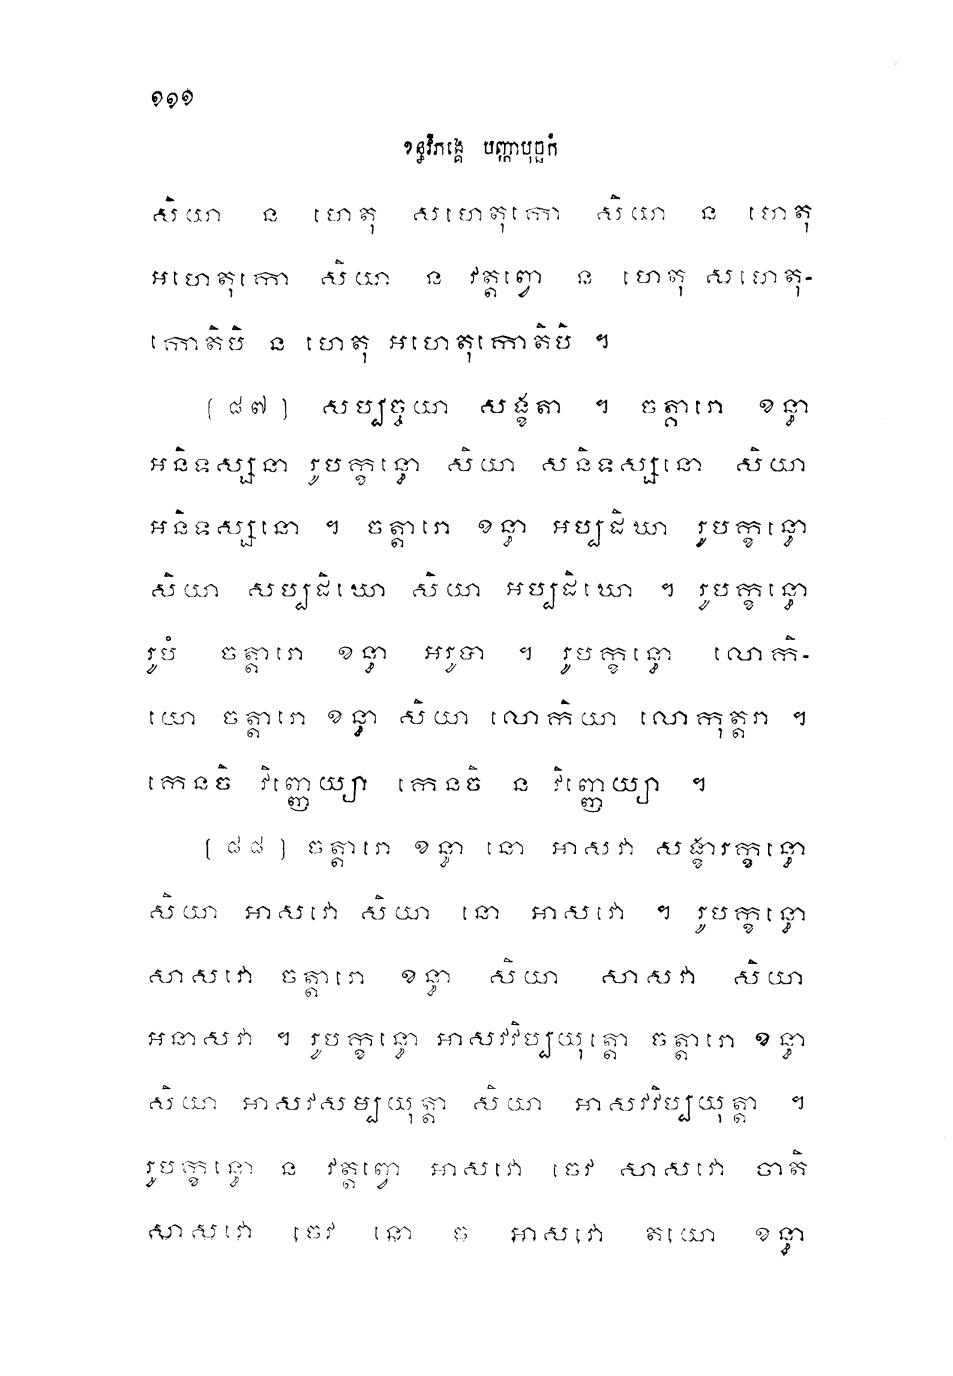 ១១១
ខន្ធវិភង្គេ បញ្ហាបុច្ឆកំ
សិយា ន ហេតុ សហេតុកោ សិយា ន ហេតុ
អហេតុកោ សិយា ន វត្តព្វោ ន ហេតុ សហេតុ-
កោតិបិ ន ហេតុ អហេតុកោតិបិ ។
(៨៧) សប្បច្ចយា សង្ខតា ។ ចត្តារោ ខន្ធា
អនិទស្សនា រូបក្ខន្ធោ សិយា សនិទស្សនោ សិយា
អនិទស្សនោ ។ ចត្តារោ ខន្ធា អប្បដិឃា រូបក្ខន្ធោ
សិយា សប្បដិឃោ សិយា អប្បដិឃោ ។ រូបក្ខន្ធោ
រូបំ ចត្តារោ ខន្ធា អរូបា ។ រូបក្ខន្ធោ លោកិ-
យោ ចត្តារោ ខន្ធា សិយា លោកិយា លោកុត្តរា ។
កេនចិ វិញ្ញេយ្យា កេនចិ ន វិញ្ញេយ្យា ។
(៨៨) ចត្តារោ ខន្ធា នោ អាសវា សង្ខារក្ខន្ធោ
សិយា អាសវោ សិយា នោ អាសវោ ។ រូបក្ខន្ធោ
សាសវោ ចត្តារោ ខន្ធា សិយា សាសវា សិយា
អនាសវា ។ រូបក្ខន្ធោ អាសវវិប្បយុត្តោ ចត្តារោ ខន្ធា
សិយា អាសវសម្បយុត្តា សិយា អាសវវិប្បយុត្តា ។
រូបក្ខន្ធោ ន វត្តព្វោ អាសវោ ចេវ សាសវោ ចាតិ
សាសវោ ចេវ នោ ច អាសវោ តយោ ខន្ធា